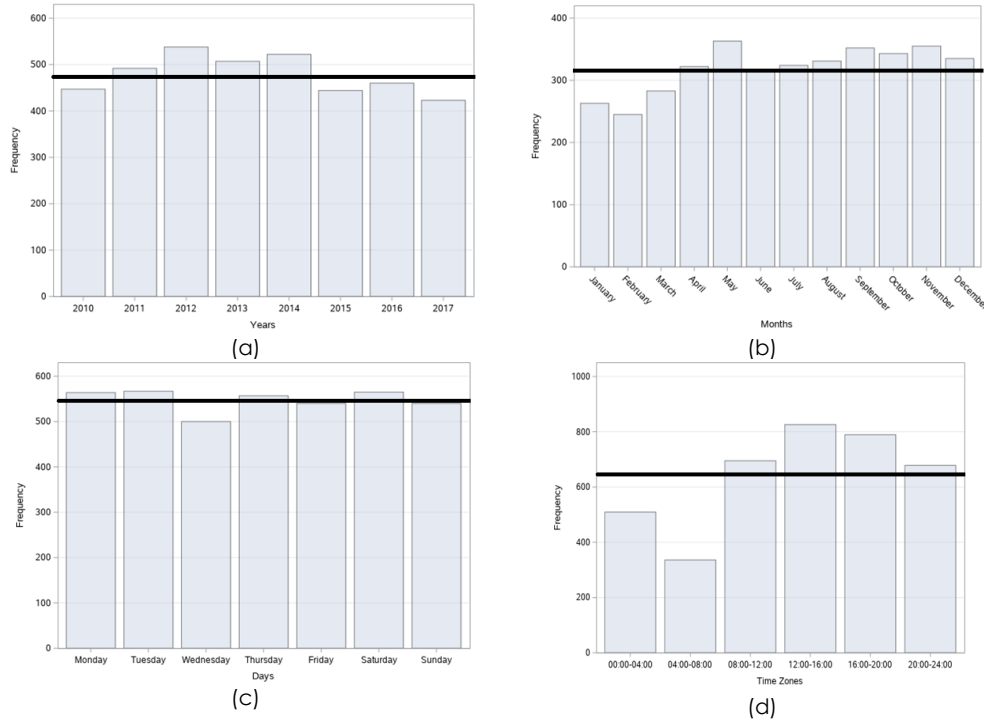 600
500
400
300
200
100
0
Frequency
2010 2011 2012 2013 2014 2015 2016 2017
Years
(a)
400
300
200
100
0
Frequency
January February March April May June July August September October November December
Months
(b)
600
500
400
300
200
100
0
Frequency
Monday Tuesday Wednesday Thursday Friday Saturday Sunday
Days
(c)
1000
800
600
400
200
0
Frequency
00:00-04:00 04:00-08:00 08:00-12:00 12:00-16:00 16:00-20:00 20:00-24:00
Time Zones
(d)